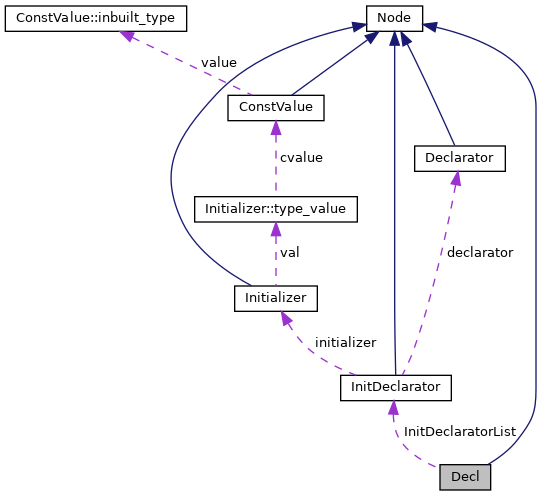 ConstValue::inbuilt_type
Node
value
ConstValue
cvalue
Declarator
Initializer::type_value
val
declarator
Initializer
initializer
InitDeclarator
InitDeclaratorList
Decl